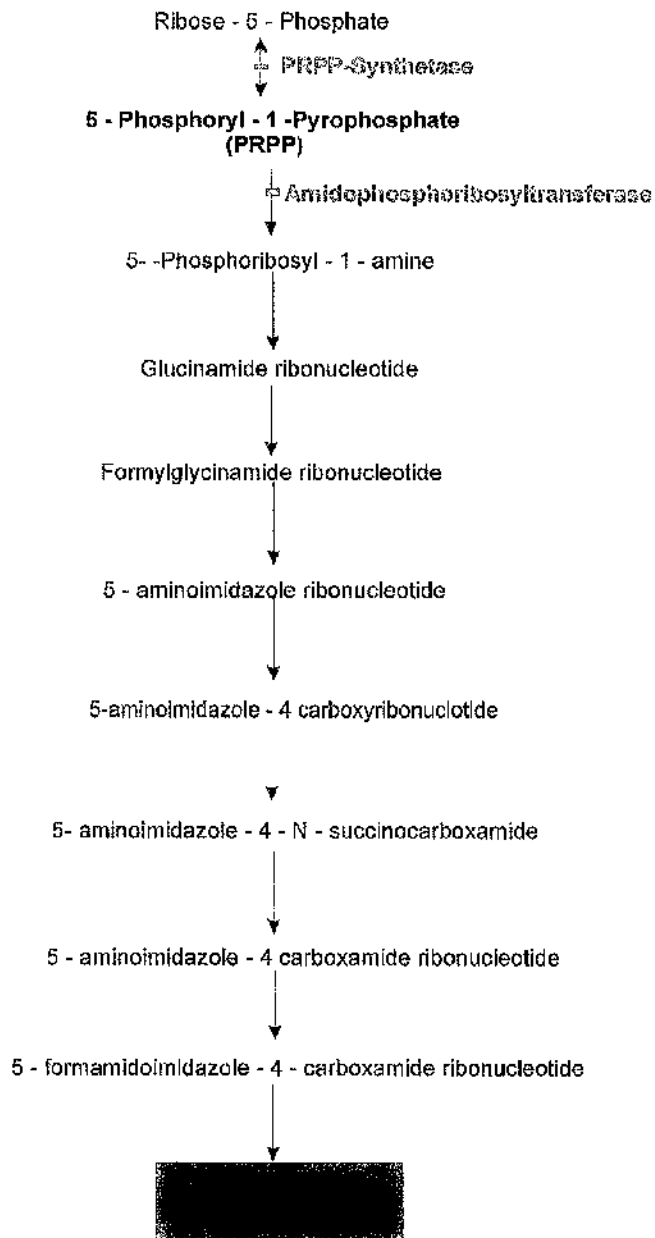 Ribose - 5 - Phosphate
PRPP-Synthetase
5 - Phosphoryl - 1 -Pyrophosphate
(PRPP)
Amidophosphoribosyltransferase
5- -Phosphoribosyl - 1 - amine
Glucinamide ribonucleotide
Formylglycinamide ribonucleotide
5 - aminoimidazole ribonucleotide
5-aminoimidazole - 4 carboxyribonuclotide
5- aminoimidazole - 4 - N - succinocarboxamide
5 - aminoimidazole - 4 carboxamide ribonucleotide
5 - formamidoimidazole - 4 - carboxamide ribonucleotide